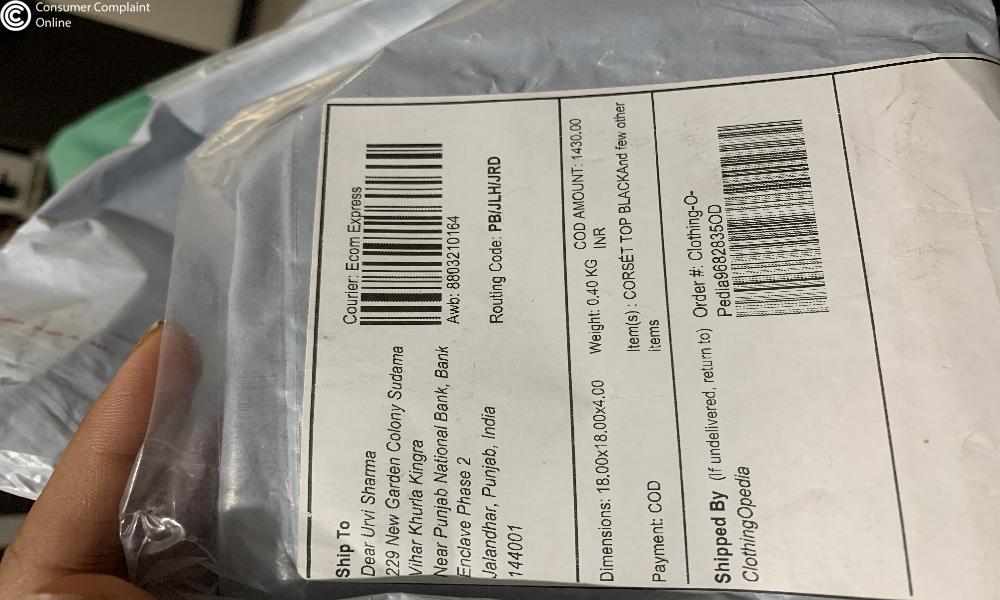 Consumer Complaint
Online
Ship To
Dear Urvi Sharma
229 New Garden Colony Sudama
Vihar Khurla Kingra
Near Punjab National Bank, Bank
Enclave Phase 2
Jalandhar, Punjab, India
144001
Courier: Ecom Express
Awb: 8803210164
Routing Code: PB/JLH/JRD
Dimensions: 18.00x18.00x4.00
Weight: 0.40 KG
COD AMOUNT: 1430.00
INR
Payment: COD
Item(s) : CORSET TOP BLACKAnd few other
items
Shipped By (If undelivered, return to)
ClothingOpedia
Order #: Clothing-O-
Pedia9682835OD